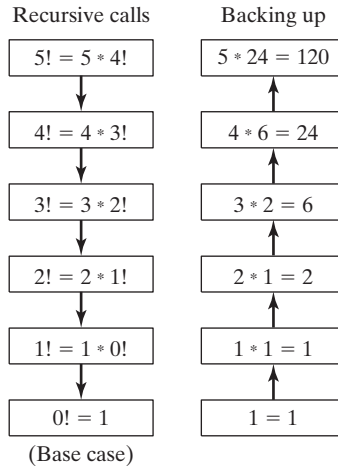 Recursive calls
5! = 5 * 4!
4! = 4 * 3!
3! = 3 * 2!
2! = 2 * 1!
1! = 1 * 0!
0! = 1
(Base case)
Backing up
5 * 24 = 120
4 * 6 = 24
3 * 2 = 6
2 * 1 = 2
1 * 1 = 1
1 = 1